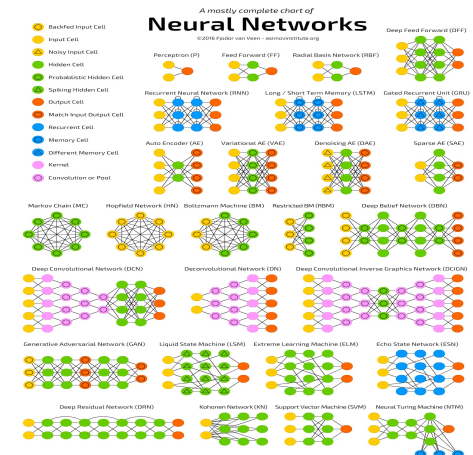 A mostly complete chart of
Neural Networks
©2016 Fjodor van Veen - asimovinstitute.org
Backfed Input Cell
Input Cell
Noisy Input Cell
Hidden Cell
Probablistic Hidden Cell
Spiking Hidden Cell
Output Cell
Match Input Output Cell
Recurrent Cell
Memory Cell
Different Memory Cell
Kernel
Convolution or Pool
Deep Feed Forward (DFF)
Perceptron (P)
Feed Forward (FF)
Radial Basis Network (RBF)
Recurrent Neural Network (RNN)
Long / Short Term Memory (LSTM)
Gated Recurrent Unit (GRU)
Auto Encoder (AE)
Variational AE (VAE)
Denoising AE (DAE)
Sparse AE (SAE)
Markov Chain (MC)
Hopfield Network (HN)
Boltzmann Machine (BM)
Restricted BM (RBM)
Deep Belief Network (DBN)
Deep Convolutional Network (DCN)
Deconvolutional Network (DN)
Deep Convolutional Inverse Graphics Network (DCIGN)
Generative Adversarial Network (GAN)
Liquid State Machine (LSM)
Extreme Learning Machine (ELM)
Echo State Network (ESN)
Deep Residual Network (DRN)
Kohonen Network (KN)
Support Vector Machine (SVM)
Neural Turing Machine (NTM)